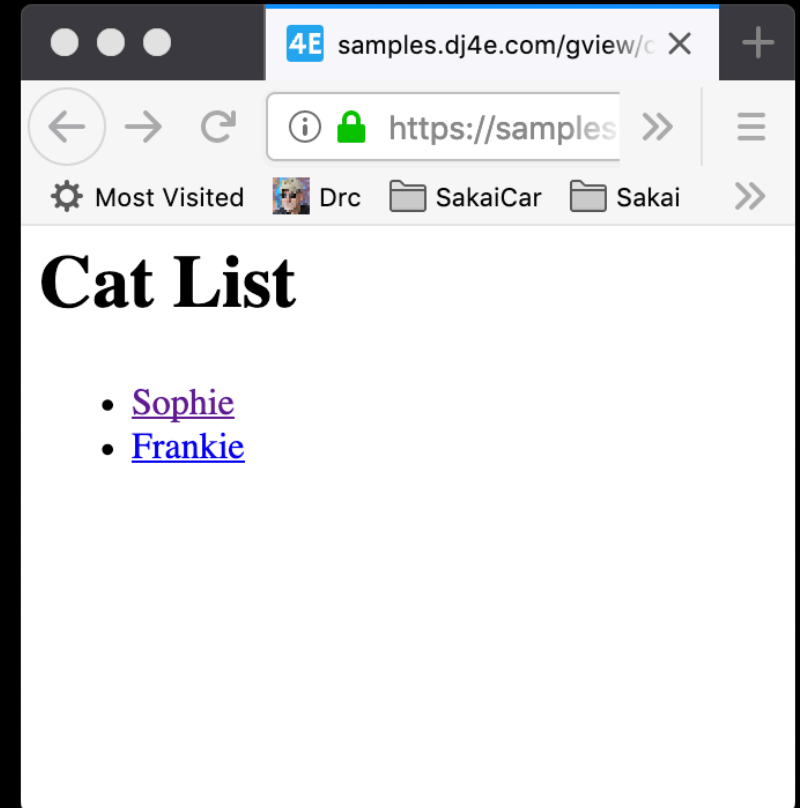 4E samples.dj4e.com/gview/c
https://samples
Most Visited Drc SakaiCar Sakai
Cat List
Sophie
Frankie